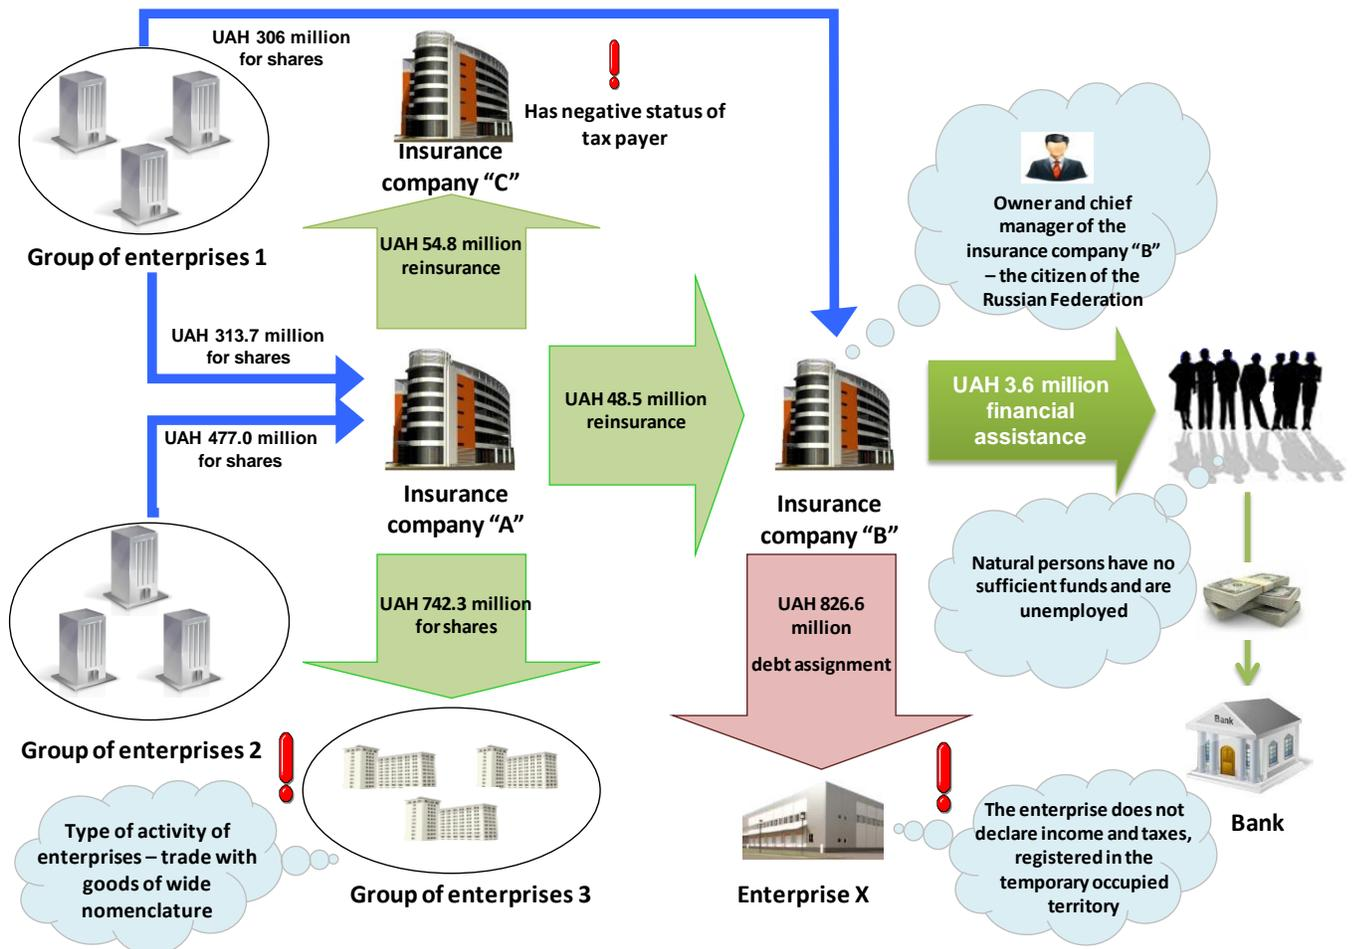 UAH 306 million
for shares
Has negative status of
tax payer
Insurance
company “C”
Group of enterprises 1
UAH 54.8 million
reinsurance
Owner and chief
manager of the
insurance company “B”
– the citizen of the
Russian Federation
UAH 313.7 million
for shares
UAH 477.0 million
for shares
UAH 48.5 million
reinsurance
UAH 3.6 million
financial
assistance
Insurance
company “A”
Insurance
company “B”
Natural persons have no
sufficient funds and are
unemployed
UAH 742.3 million
for shares
UAH 826.6
million
debt assignment
Group of enterprises 2
Bank
Bank
Type of activity of
enterprises – trade with
goods of wide
nomenclature
Group of enterprises 3
Enterprise X
The enterprise does not
declare income and taxes,
registered in the
temporary occupied
territory